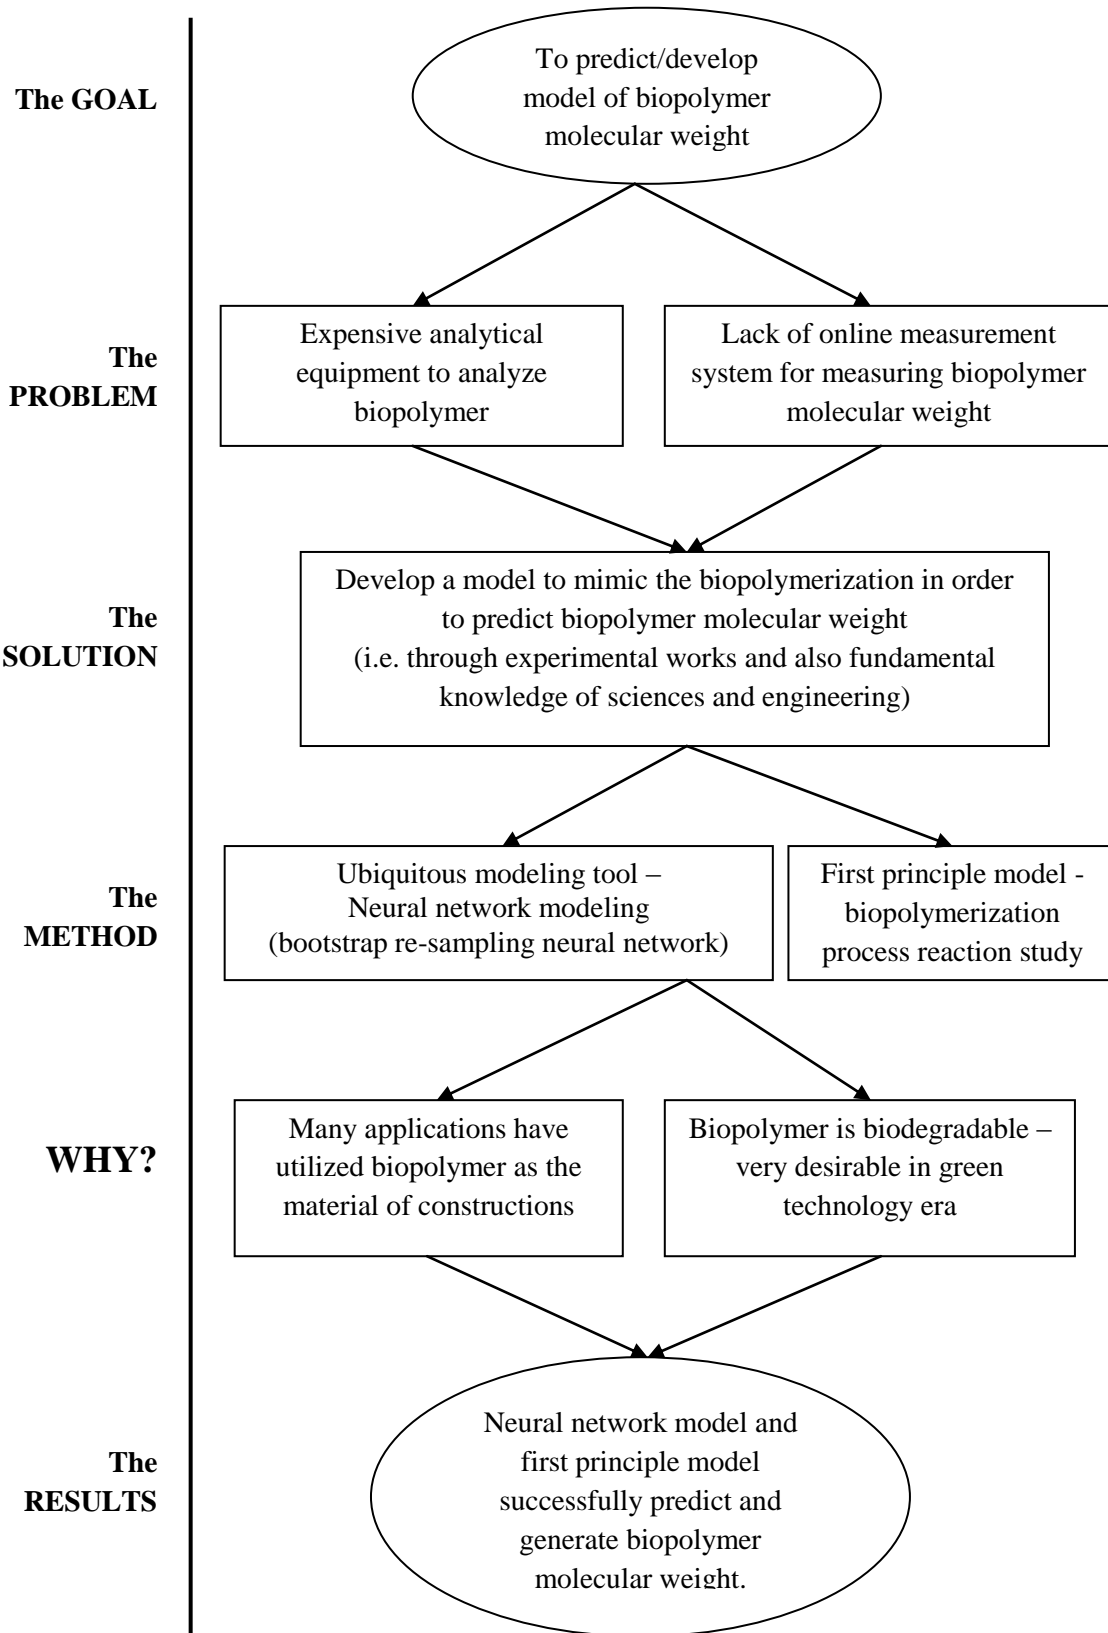 The GOAL
To predict/develop
model of biopolymer
molecular weight
The
PROBLEM
Expensive analytical
equipment to analyze
biopolymer
Lack of online measurement
system for measuring biopolymer
molecular weight
The
SOLUTION
Develop a model to mimic the biopolymerization in order
to predict biopolymer molecular weight
(i.e. through experimental works and also fundamental
knowledge of sciences and engineering)
The
METHOD
Ubiquitous modeling tool –
Neural network modeling
(bootstrap re-sampling neural network)
First principle model -
biopolymerization
process reaction study
WHY?
Many applications have
utilized biopolymer as the
material of constructions
Biopolymer is biodegradable –
very desirable in green
technology era
The
RESULTS
Neural network model and
first principle model
successfully predict and
generate biopolymer
molecular weight.